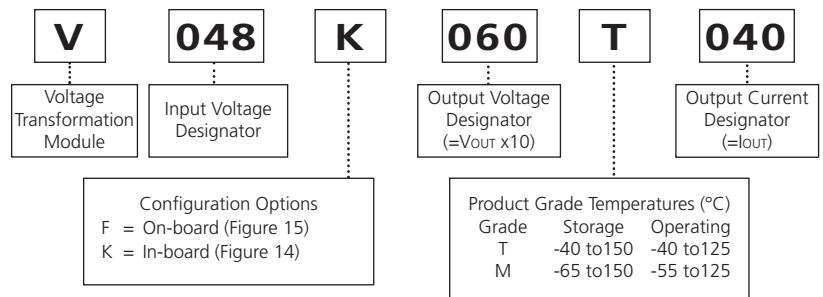 V 048 K 060 T 040
Voltage
Transformation
Module
Input Voltage
Designator
Output Voltage
Designator
(=VOUT x10)
Output Current
Designator
(=IOUT)
Configuration Options
F = On-board (Figure 15)
K = In-board (Figure 14)
Product Grade Temperatures (°C)
Grade Storage Operating
T -40 to150 -40 to125
M -65 to150 -55 to125